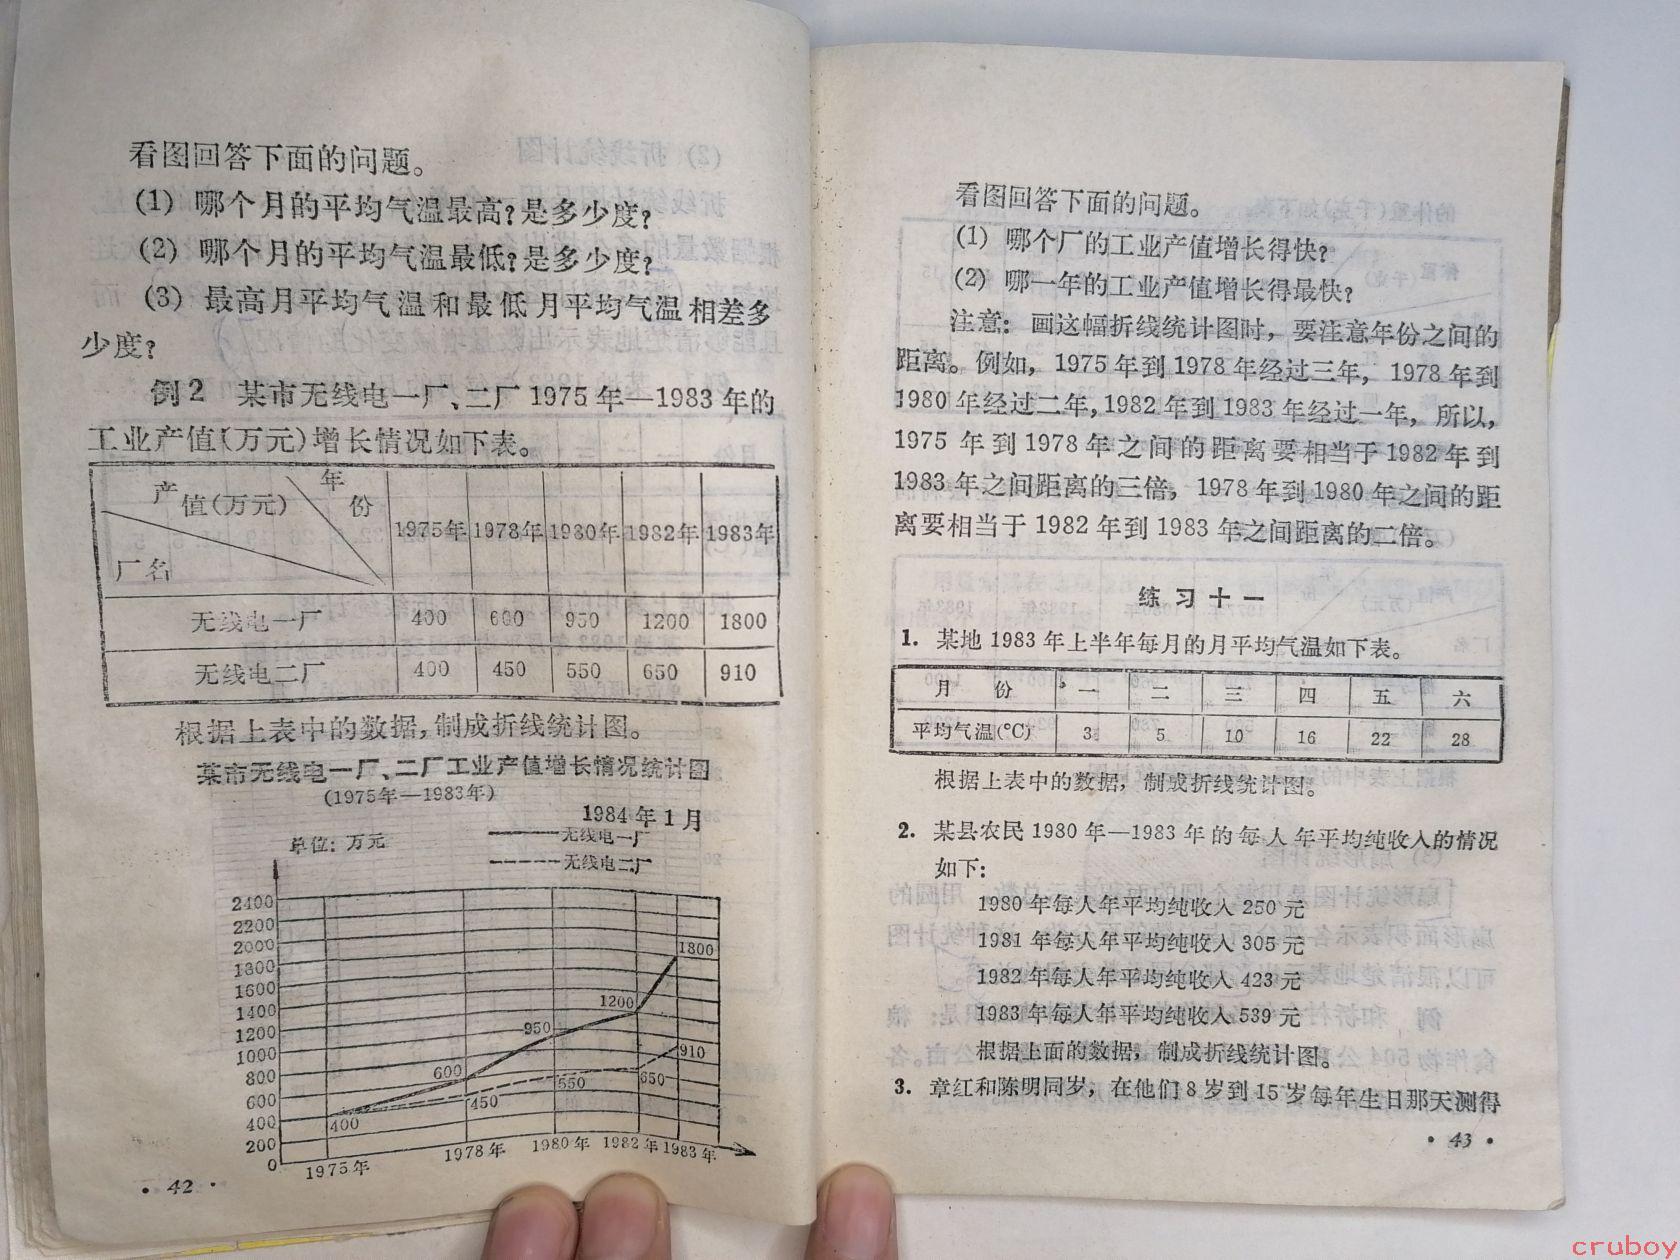 看图回答下面的问题。
(1) 哪个月的平均气温最高?是多少度?
(2) 哪个月的平均气温最低?是多少度?
(3) 最高月平均气温和最低月平均气温相差多
少度?
例2 某市无线电一厂、二厂1975年—1983年的
工业产值(万元)增长情况如下表。
产值(万元) 年份
厂名
1975年 1978年 1980年 1982年 1983年
无线电一厂 400 600 950 1200 1800
无线电二厂 400 450 550 650 910
根据上表中的数据,制成折线统计图。
某市无线电一厂、二厂工业产值增长情况统计图
(1975年—1983年)
1984年1月
单位:万元
无线电一厂
无线电二厂
2400
2200
2000
1800
1600
1400
1200
1000
800
600
400
200
0
1800
1200
950
910
600
550
650
450
400
1975年 1978年 1980年 1982年 1983年
· 42 ·
看图回答下面的问题。
(1) 哪个厂的工业产值增长得快?
(2) 哪一年的工业产值增长得最快?
注意:画这幅折线统计图时,要注意年份之间的
距离。例如,1975年到1978年经过三年,1978年到
1980年经过二年,1982年到1983年经过一年,所以,
1975年到1978年之间的距离要相当于1982年到
1983年之间距离的三倍,1978年到1980年之间的距
离要相当于1982年到1983年之间距离的二倍。
练习十一
1. 某地1983年上半年每月的月平均气温如下表。
月份 一 二 三 四 五 六
平均气温(℃) 3 5 10 16 22 28
根据上表中的数据,制成折线统计图。
2. 某县农民1980年—1983年的每人年平均纯收入的情况
如下:
1980年每人年平均纯收入250元
1981年每人年平均纯收入305元
1982年每人年平均纯收入423元
1983年每人年平均纯收入539元
根据上面的数据,制成折线统计图。
3. 章红和陈明同岁,在他们8岁到15岁每年生日那天测得
· 43 ·
cruboy